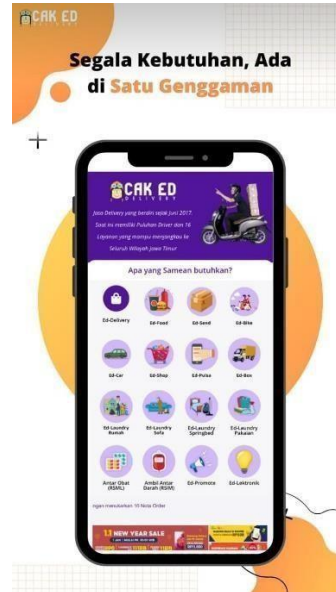 CAK ED
DELIVERY
Segala Kebutuhan, Ada
di Satu Genggaman
CAK ED
DELIVERY
Jasa Delivery yang berdiri sejak Juni 2017.
Saat ini memiliki Puluhan Driver dan 16
Layanan yang mampu menjangkau ke
Seluruh Wilayah Jawa Timur
Apa yang Samean butuhkan?
Ed-Delivery
Ed-Food
Ed-Send
Ed-Bike
Ed-Car
Ed-Shop
Ed-Pulsa
Ed-Box
Ed-Laundry
Rumah
Ed-Laundry
Sofa
Ed-Laundry
Springbed
Ed-Laundry
Pakaian
Antar Obat
(RSML)
Ambil Antar
Darah (RSIM)
Ed-Promote
Ed-Lektronik
1.1 NEW YEAR SALE